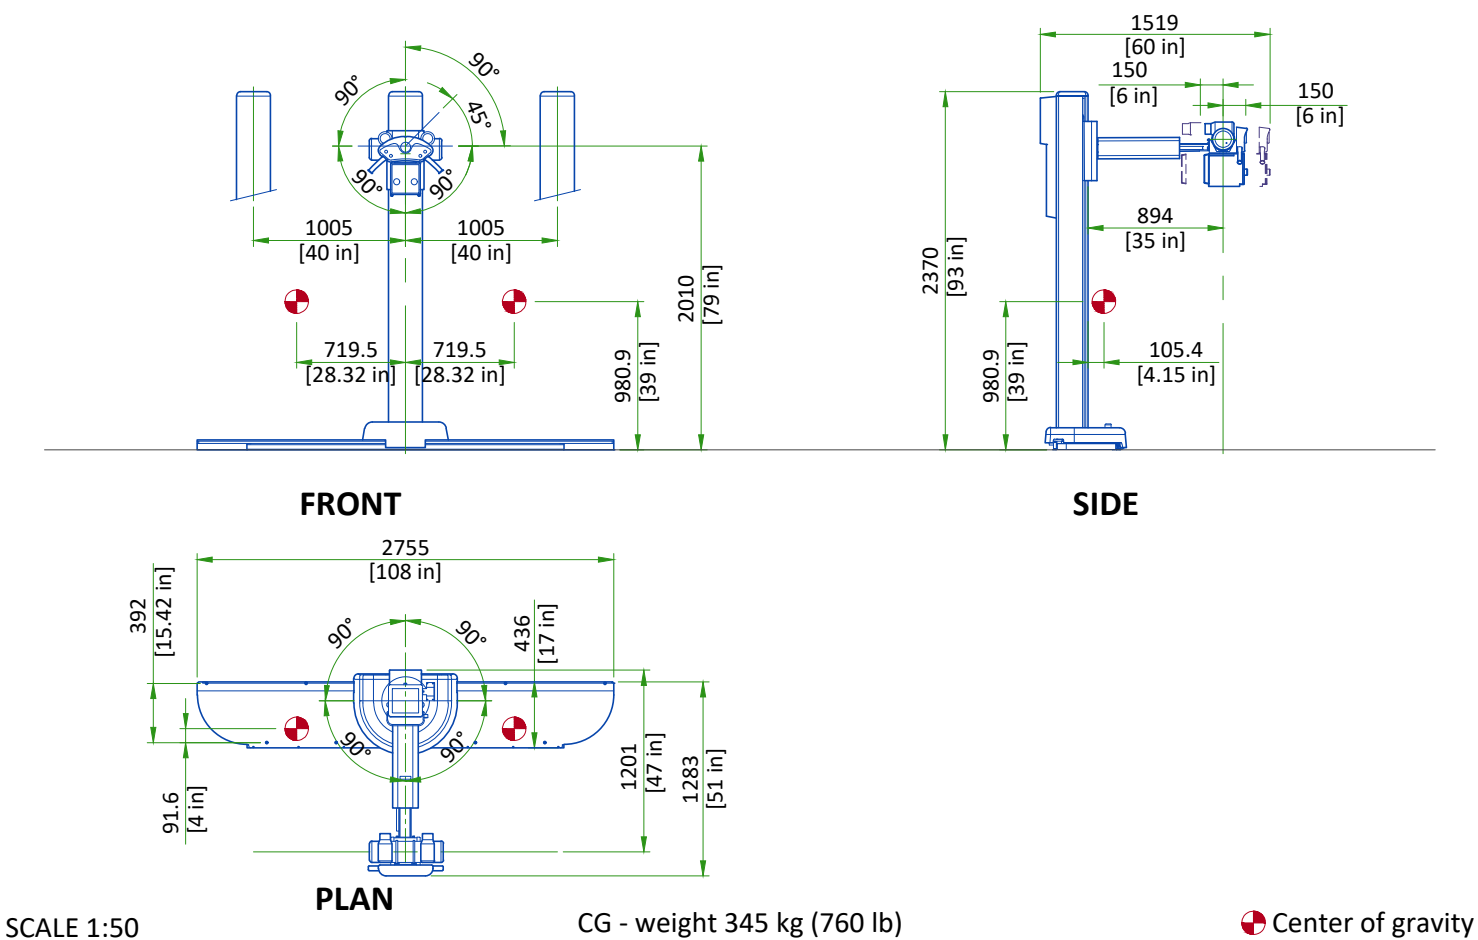 90°
90°
45°
90°
90°
1005
[40 in]
1005
[40 in]
719.5
[28.32 in]
719.5
[28.32 in]
980.9
[39 in]
2010
[79 in]
FRONT
1519
[60 in]
150
[6 in]
150
[6 in]
894
[35 in]
2370
[93 in]
980.9
[39 in]
105.4
[4.15 in]
SIDE
2755
[108 in]
392
[15.42 in]
90°
90°
436
[17 in]
90°
90°
91.6
[4 in]
1201
[47 in]
1283
[51 in]
PLAN
SCALE 1:50
CG - weight 345 kg (760 lb)
Center of gravity